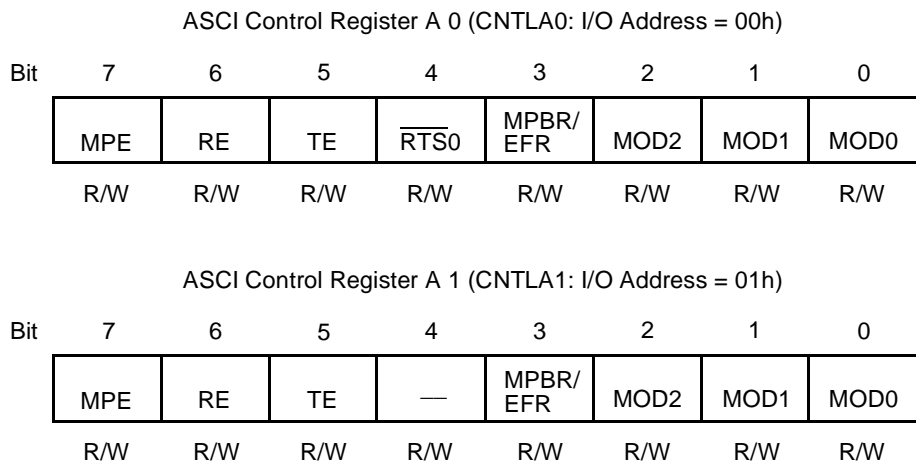 ASCI Control Register A 0 (CNTLA0: I/O Address = 00h)
Bit 7 6 5 4 3 2 1 0
MPE RE TE R̅T̅S̅0 MPBR/ EFR MOD2 MOD1 MOD0
R/W R/W R/W R/W R/W R/W R/W R/W
ASCI Control Register A 1 (CNTLA1: I/O Address = 01h)
Bit 7 6 5 4 3 2 1 0
MPE RE TE — MPBR/ EFR MOD2 MOD1 MOD0
R/W R/W R/W R/W R/W R/W R/W R/W